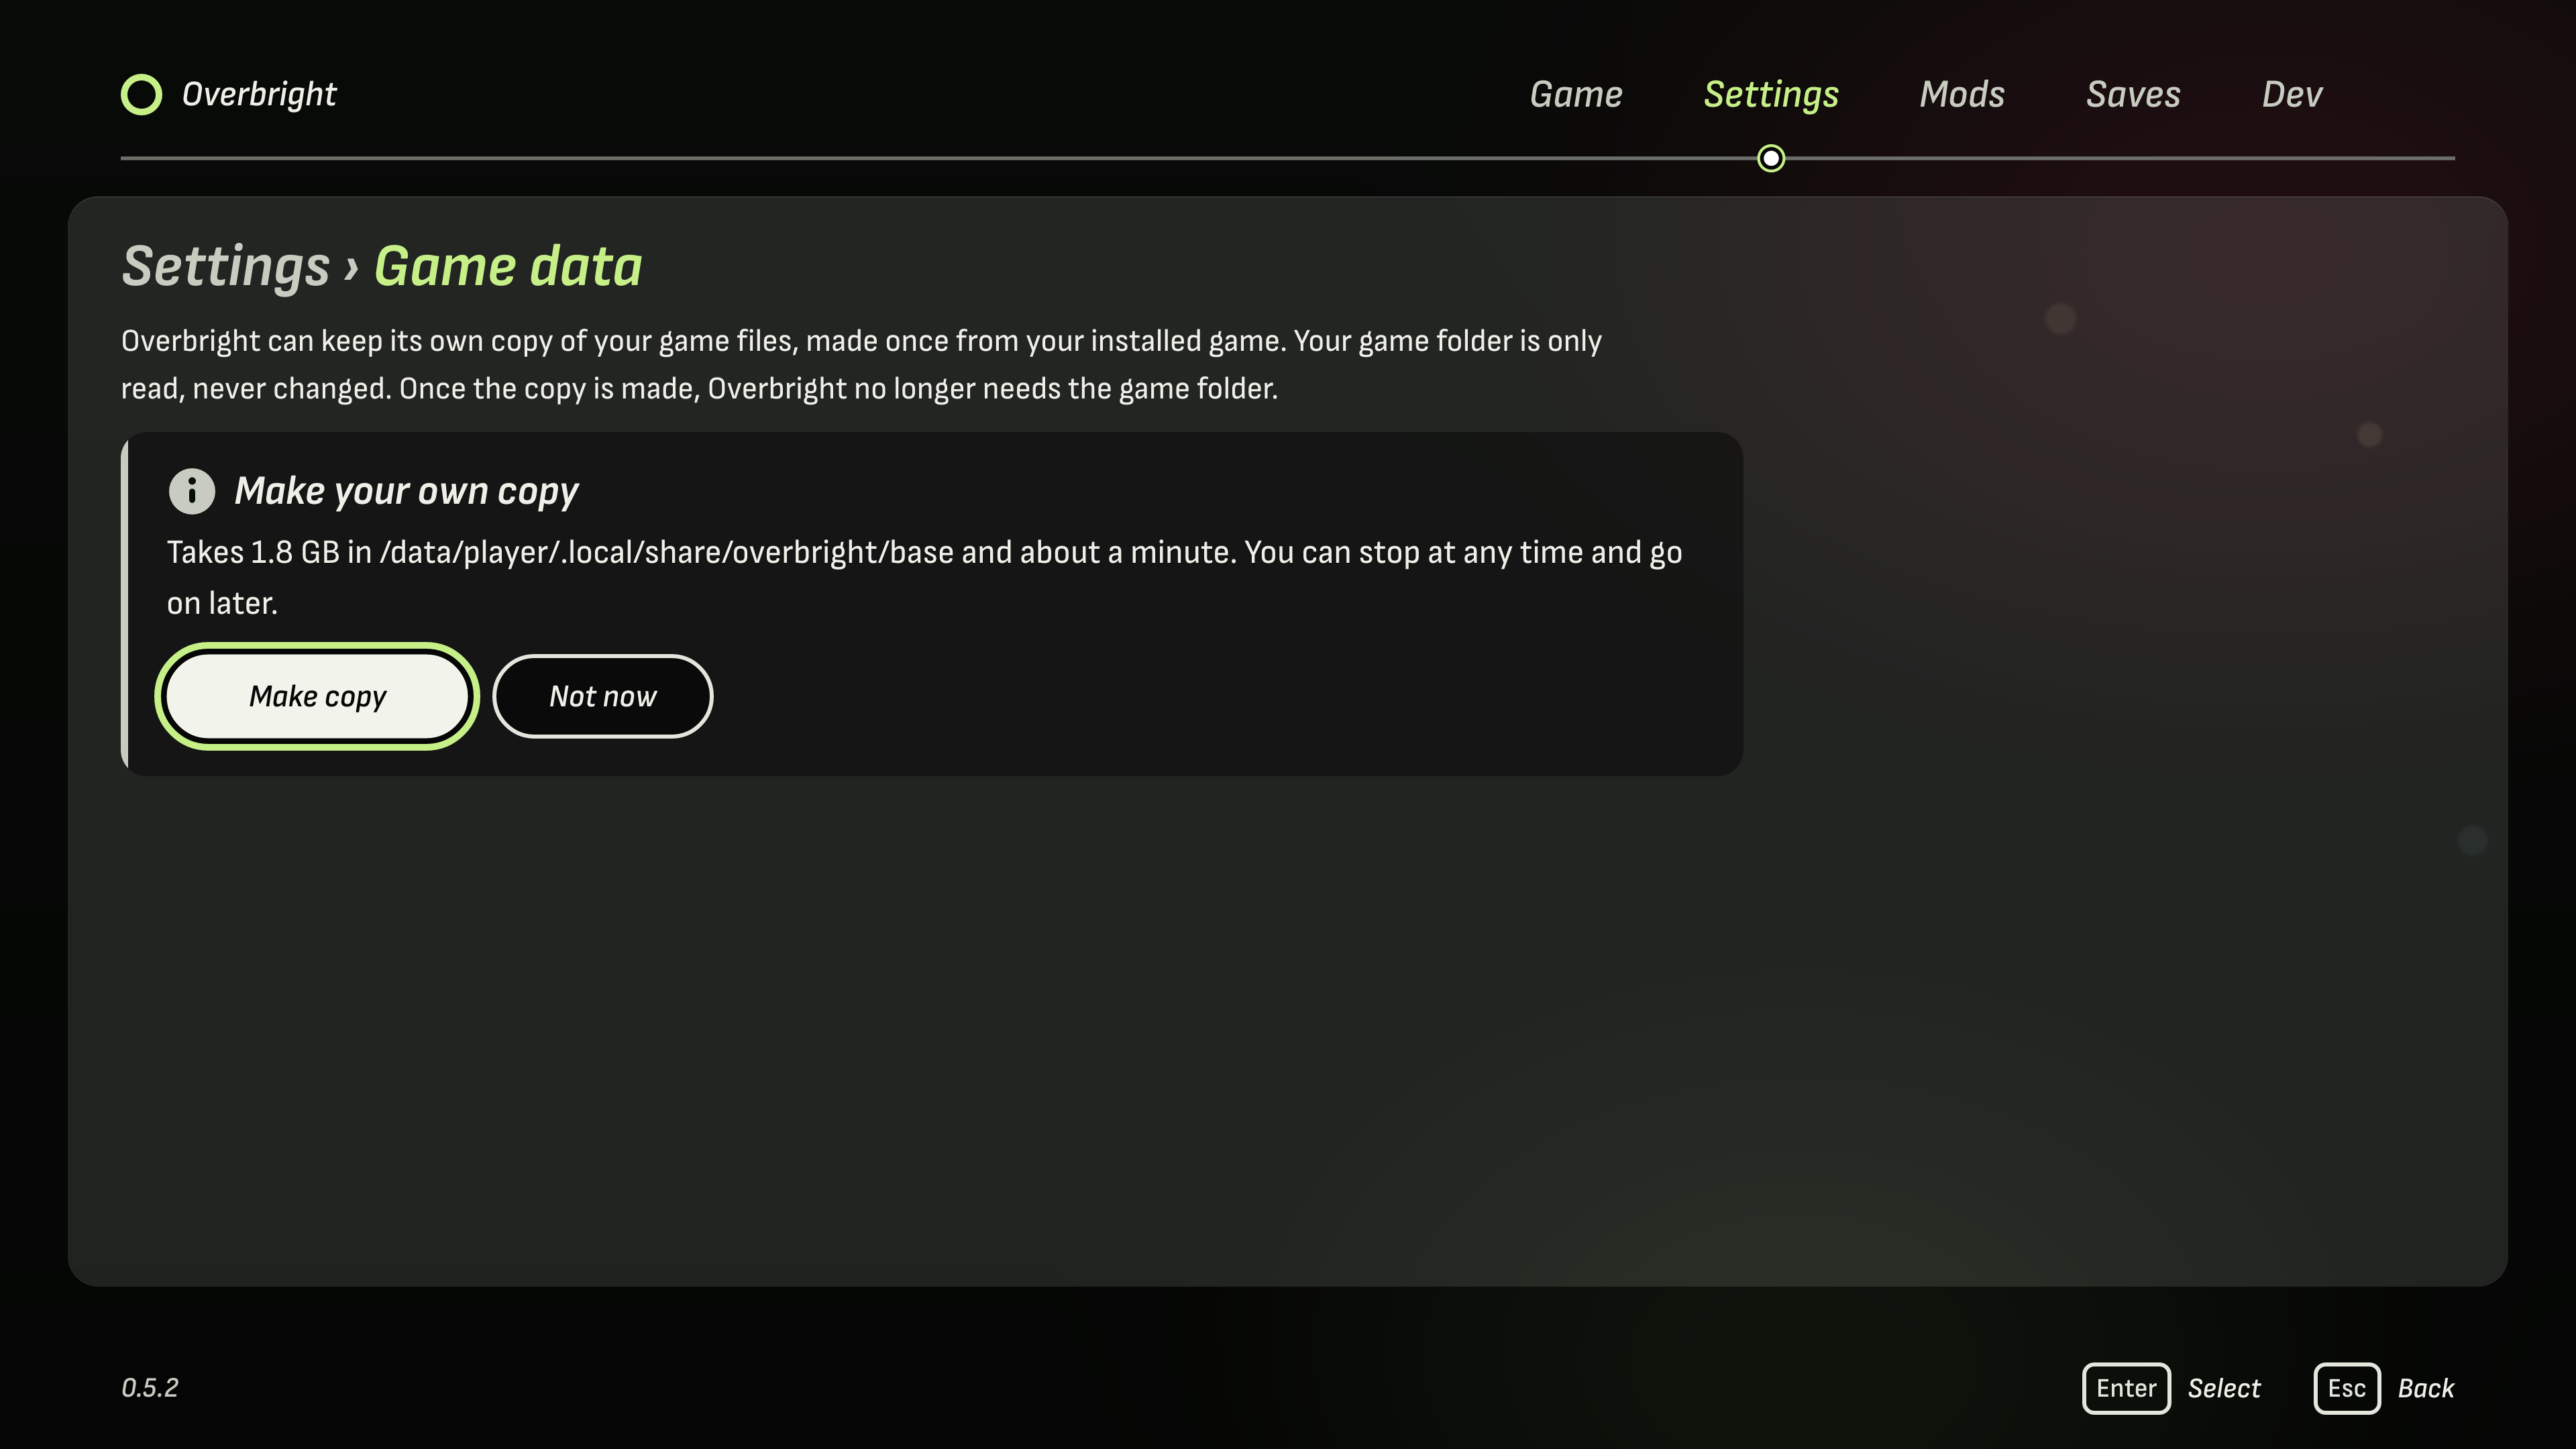 Overbright
Game Settings Mods Saves Dev
Settings › Game data
Overbright can keep its own copy of your game files, made once from your installed game. Your game folder is only
read, never changed. Once the copy is made, Overbright no longer needs the game folder.
Make your own copy
Takes 1.8 GB in /data/player/.local/share/overbright/base and about a minute. You can stop at any time and go
on later.
Make copy Not now
0.5.2
Enter Select Esc Back